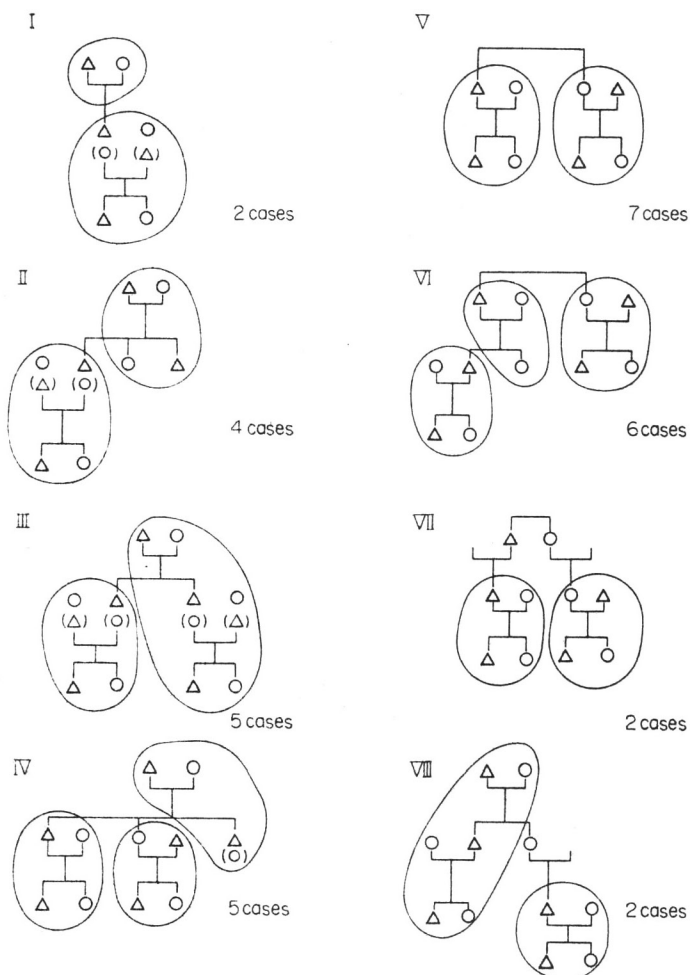 I
2 cases
II
4 cases
III
5 cases
IV
5 cases
V
7 cases
VI
6 cases
VII
2 cases
VIII
2 cases